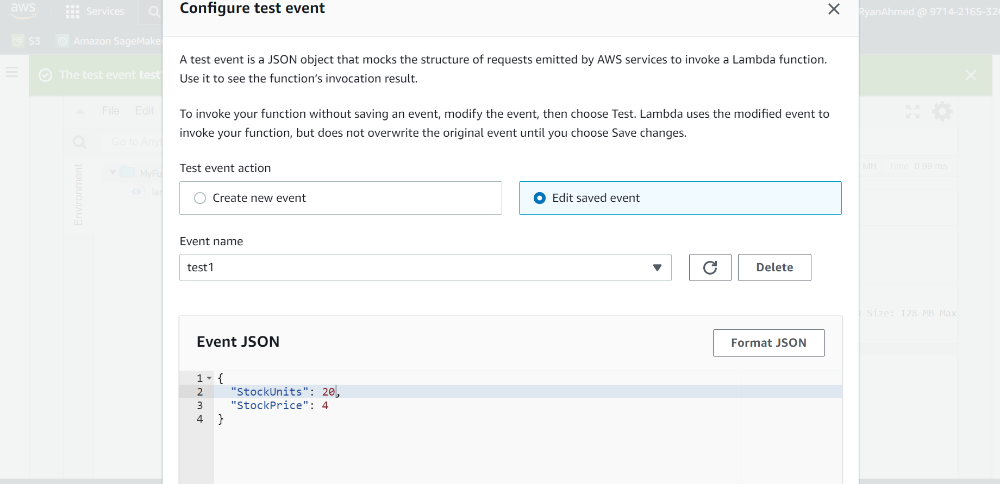 aws
Services
Configure test event
RyanAhmed @ 9714-2165-32
S3
Amazon SageMake
The test event test
File Edit
Go to Anyt
Environment
MyFu
lar
MB
Time: 0.99 ms
Size: 128 MB Max
A test event is a JSON object that mocks the structure of requests emitted by AWS services to invoke a Lambda function.
Use it to see the function's invocation result.
To invoke your function without saving an event, modify the event, then choose Test. Lambda uses the modified event to
invoke your function, but does not overwrite the original event until you choose Save changes.
Test event action
Create new event
Edit saved event
Event name
test1
Delete
Event JSON
Format JSON
1 {
2 "StockUnits": 20,
3 "StockPrice": 4
4 }